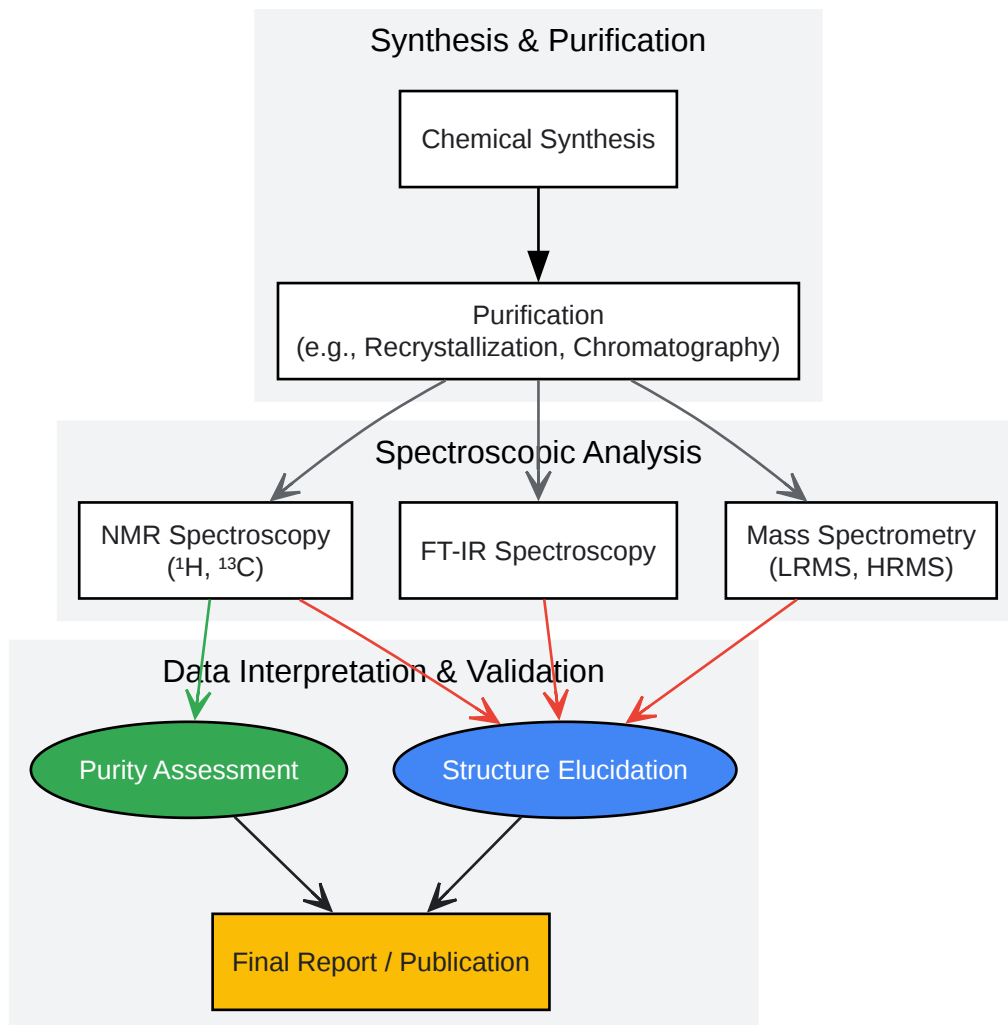 Synthesis & Purification
Chemical Synthesis
Purification
(e.g., Recrystallization, Chromatography)
Spectroscopic Analysis
NMR Spectroscopy
(¹H, ¹³C)
FT-IR Spectroscopy
Mass Spectrometry
(LRMS, HRMS)
Data Interpretation & Validation
Purity Assessment
Structure Elucidation
Final Report / Publication